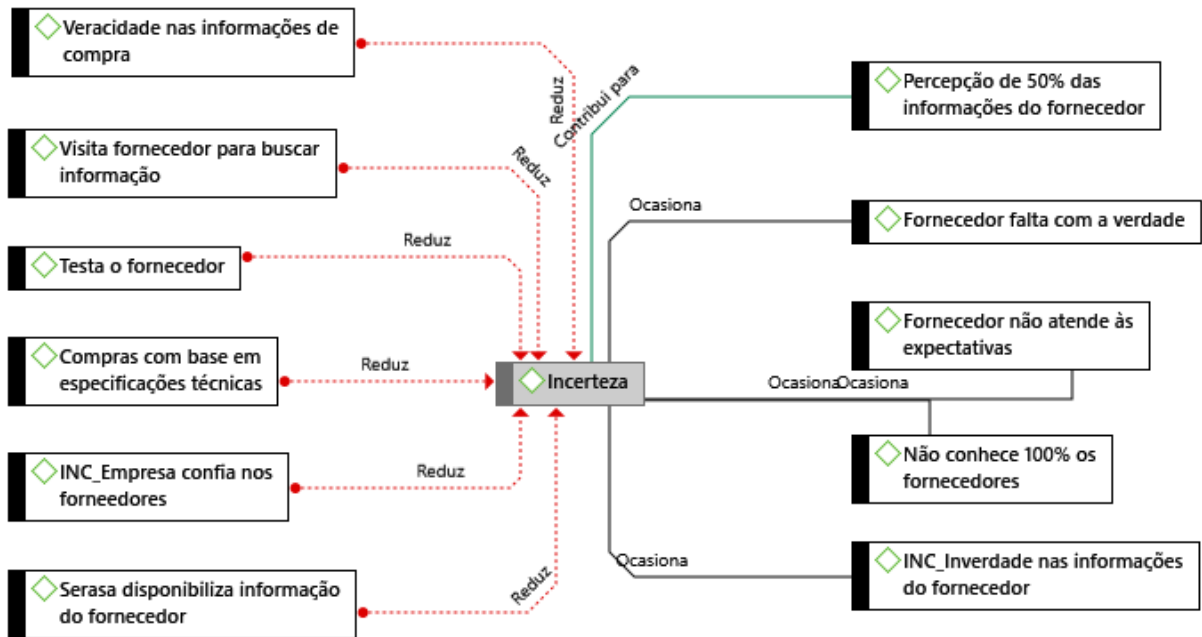 Veracidade nas informações de
compra
Visita fornecedor para buscar
informação
Testa o fornecedor
Compras com base em
especificações técnicas
INC_Empresa confia nos
forneedores
Serasa disponibiliza informação
do fornecedor
Reduz
Reduz
Reduz
Reduz
Reduz
Reduz
Incerteza
Contribui para
Ocasiona
Ocasiona
Ocasiona
Ocasiona
Percepção de 50% das
informações do fornecedor
Fornecedor falta com a verdade
Fornecedor não atende às
expectativas
Não conhece 100% os
fornecedores
INC_Inverdade nas informações
do fornecedor